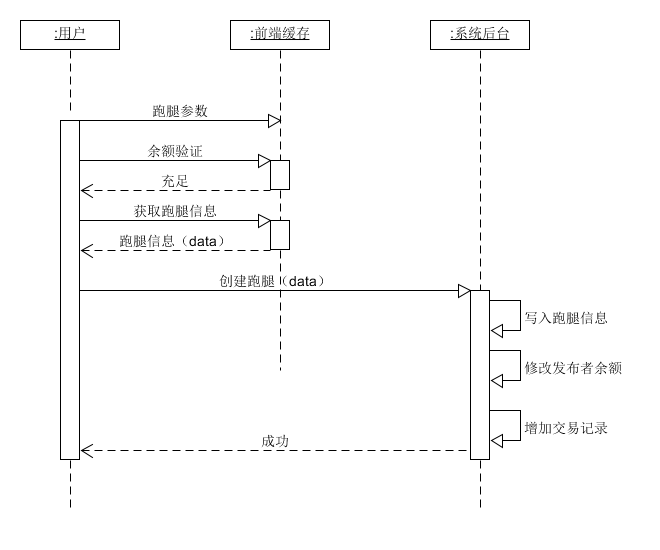 :用户
:前端缓存
:系统后台
跑腿参数
余额验证
充足
获取跑腿信息
跑腿信息（data）
创建跑腿（data）
写入跑腿信息
修改发布者余额
增加交易记录
成功